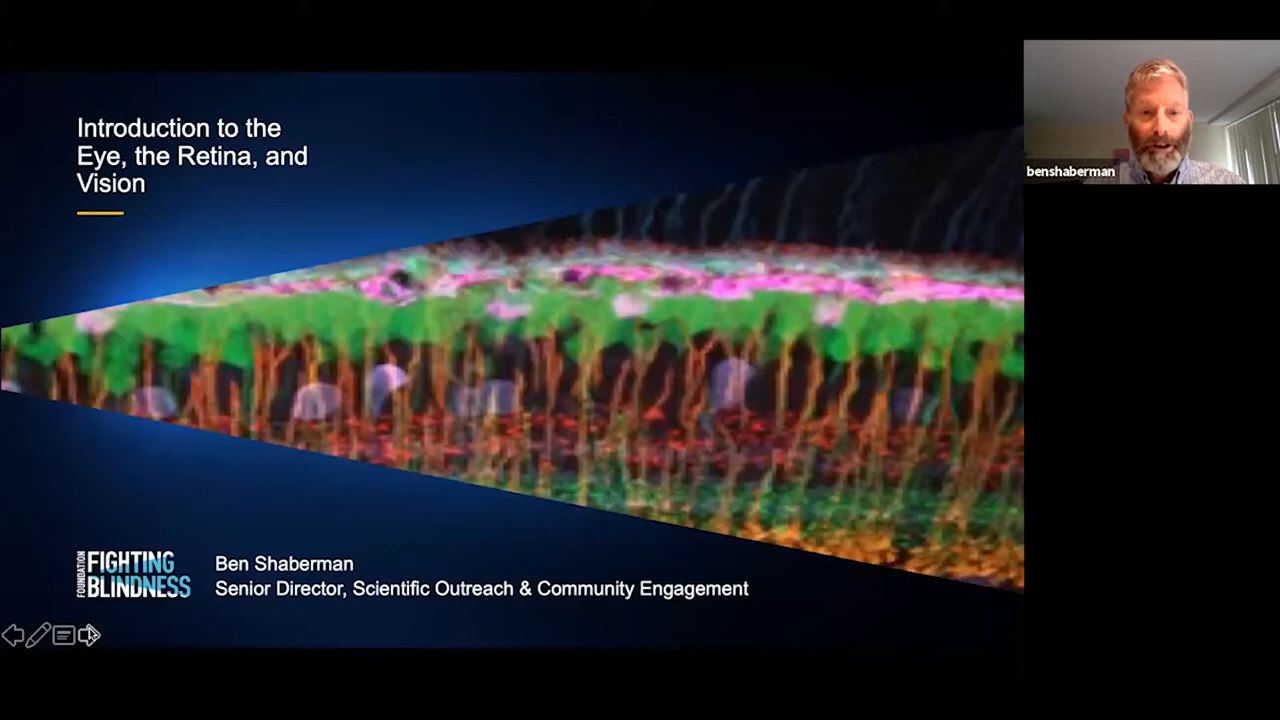 Introduction to the
Eye, the Retina, and
Vision
benshaberman
FOUNDATION
FIGHTING
BLINDNESS
Ben Shaberman
Senior Director, Scientific Outreach & Community Engagement